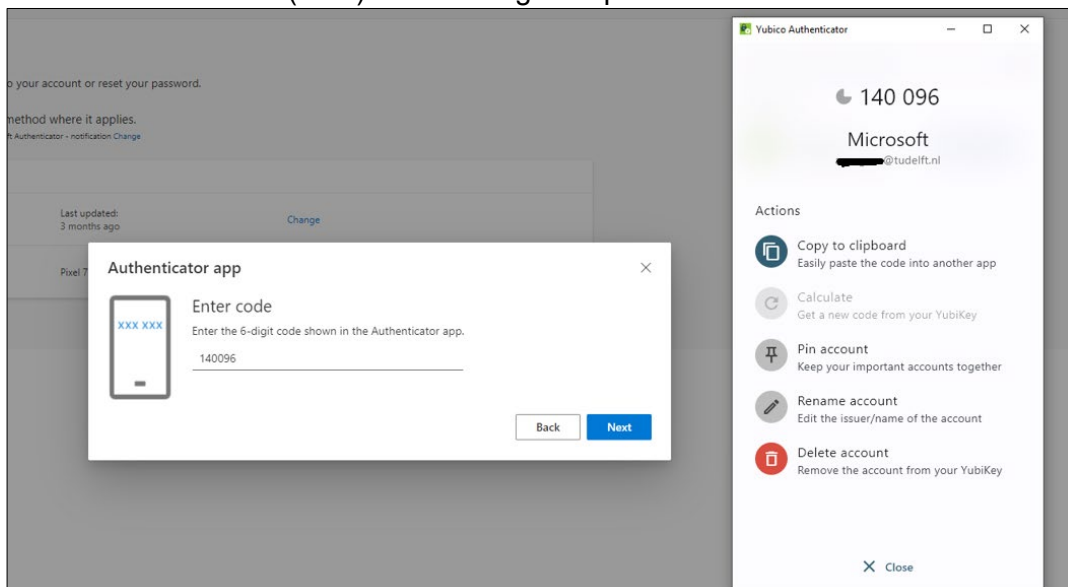 o your account or reset your password.
method where it applies.
ft Authenticator - notification Change
Last updated:
3 months ago
Change
Pixel 7
Authenticator app
xxx xxx
Enter code
Enter the 6-digit code shown in the Authenticator app.
140096
Back
Next
Yubico Authenticator
140 096
Microsoft
@tudelft.nl
Actions
Copy to clipboard
Easily paste the code into another app
Calculate
Get a new code from your YubiKey
Pin account
Keep your important accounts together
Rename account
Edit the issuer/name of the account
Delete account
Remove the account from your YubiKey
Close